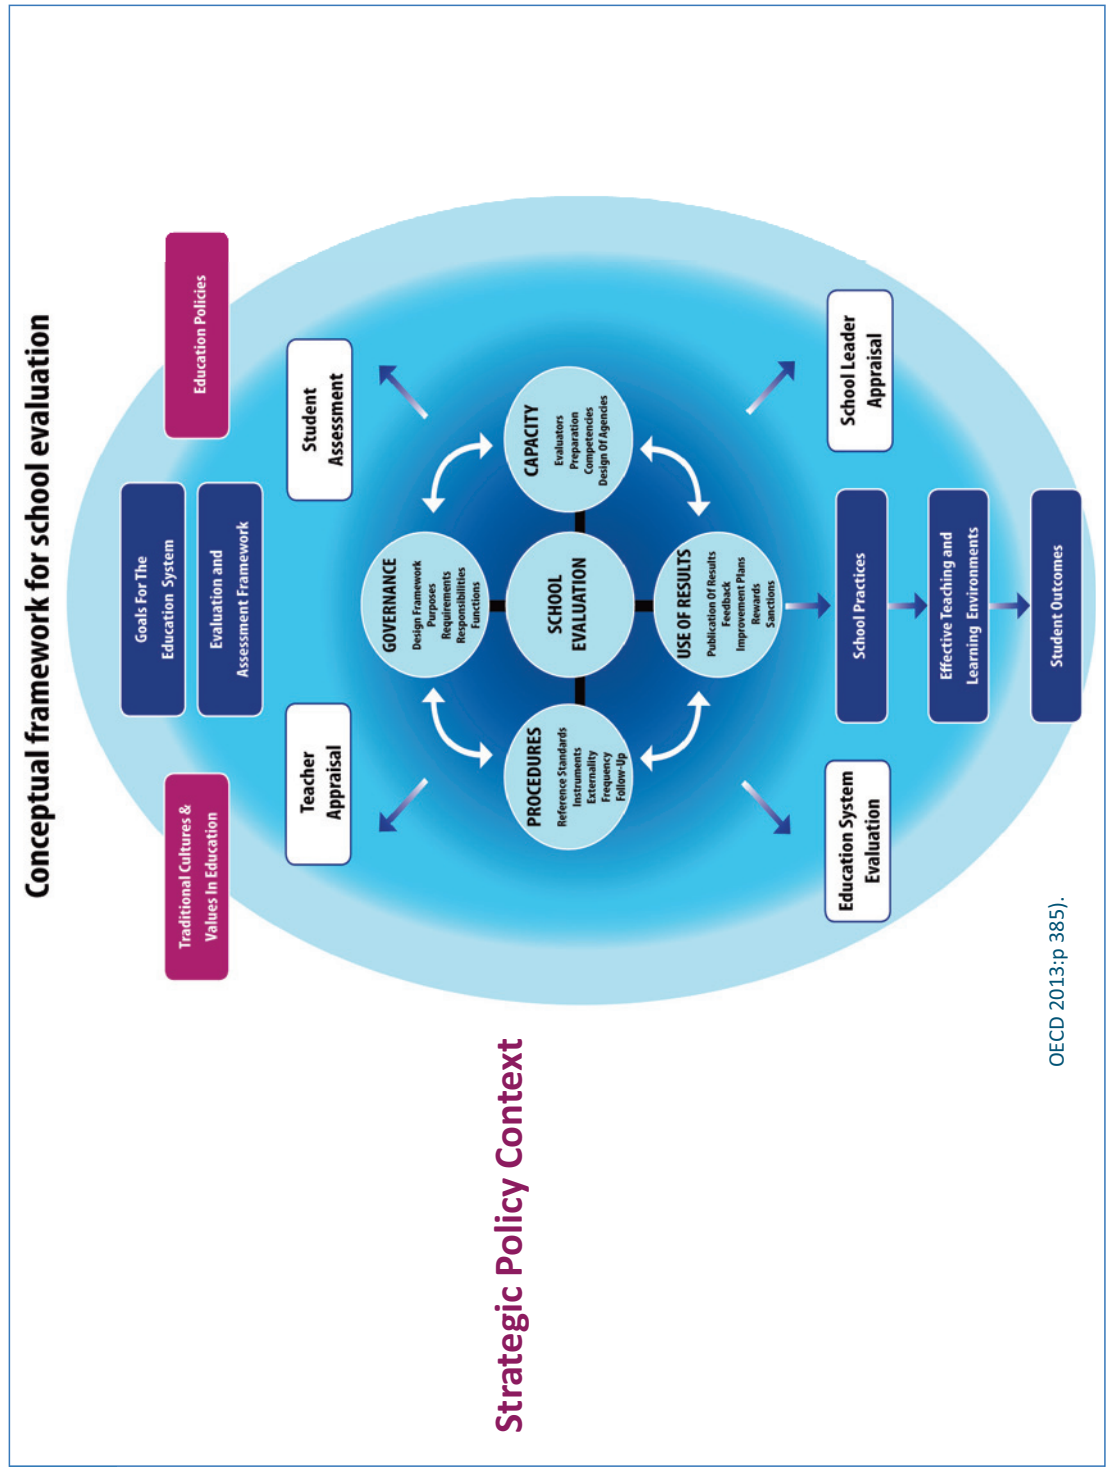 Conceptual framework for school evaluation
Traditional Cultures &
Values In Education
Goals For The
Education System
Evaluation and
Assessment Framework
Education Policies
Teacher
Appraisal
Student
Assessment
GOVERNANCE
Design Framework
Purposes
Requirements
Responsibilities
Functions
PROCEDURES
Reference Standards
Instruments
Externality
Frequency
Follow-Up
SCHOOL
EVALUATION
CAPACITY
Evaluators
Preparation
Competencies
Design Of Agencies
USE OF RESULTS
Publication Of Results
Feedback
Improvement Plans
Rewards
Sanctions
Education System
Evaluation
School Practices
School Leader
Appraisal
Effective Teaching and
Learning Environments
Student Outcomes
Strategic Policy Context
OECD 2013:p 385).